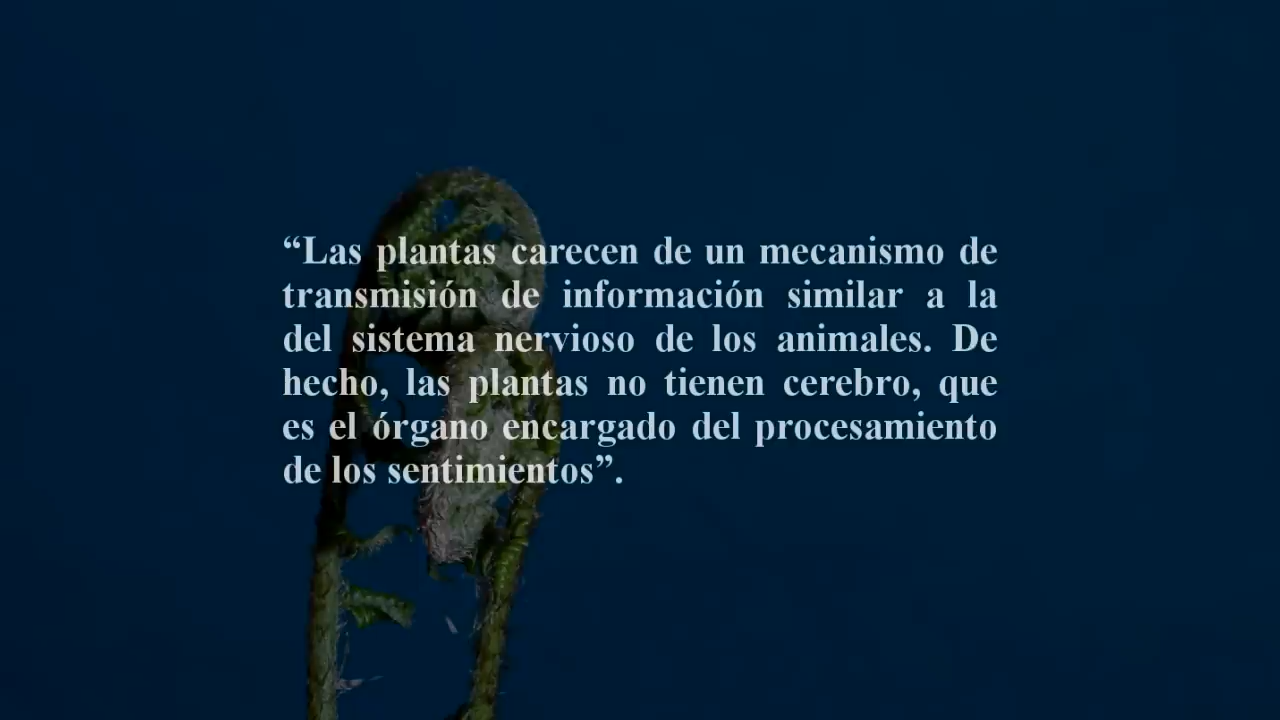 “Las plantas carecen de un mecanismo de
transmisión de información similar a la
del sistema nervioso de los animales. De
hecho, las plantas no tienen cerebro, que
es el órgano encargado del procesamiento
de los sentimientos”.